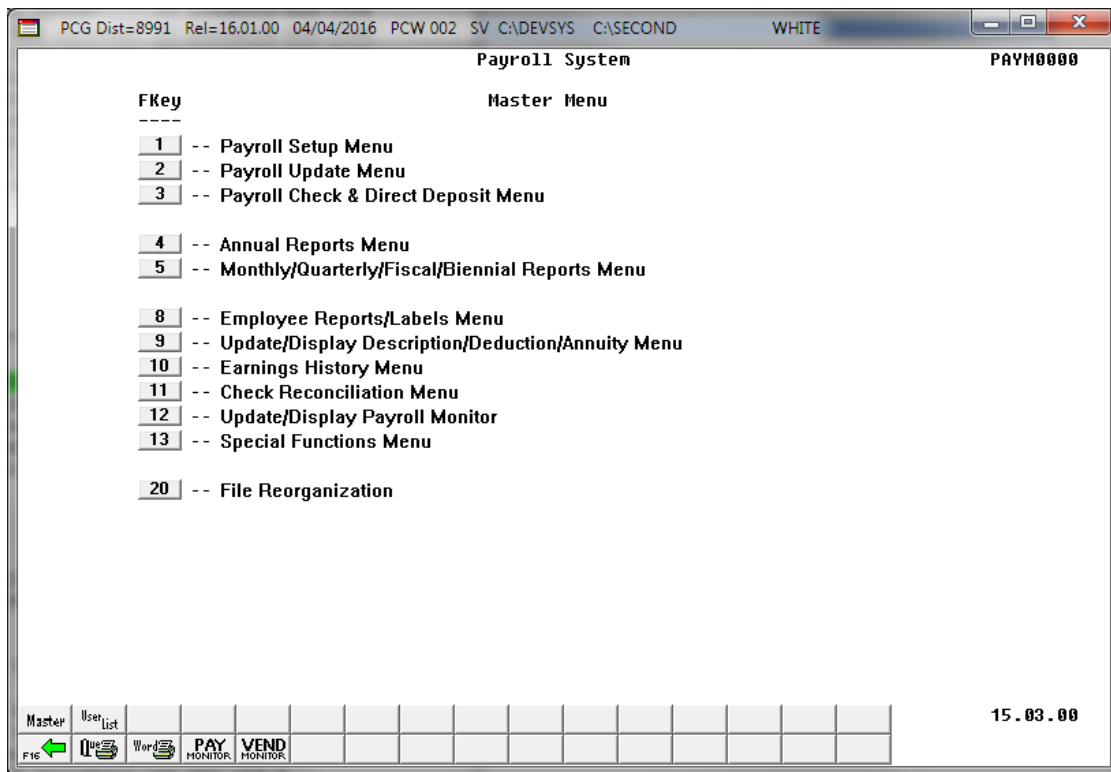 PCG Dist=8991 Rel=16.01.00 04/04/2016 PCW 002 SV C:\DEVSYS C:\SECOND WHITE
Payroll System PAYM0000
FKey Master Menu
----
1 -- Payroll Setup Menu
2 -- Payroll Update Menu
3 -- Payroll Check & Direct Deposit Menu
4 -- Annual Reports Menu
5 -- Monthly/Quarterly/Fiscal/Biennial Reports Menu
8 -- Employee Reports/Labels Menu
9 -- Update/Display Description/Deduction/Annuity Menu
10 -- Earnings History Menu
11 -- Check Reconciliation Menu
12 -- Update/Display Payroll Monitor
13 -- Special Functions Menu
20 -- File Reorganization
Master User List 15.03.00
F16 Que Word PAY MONITOR VEND MONITOR